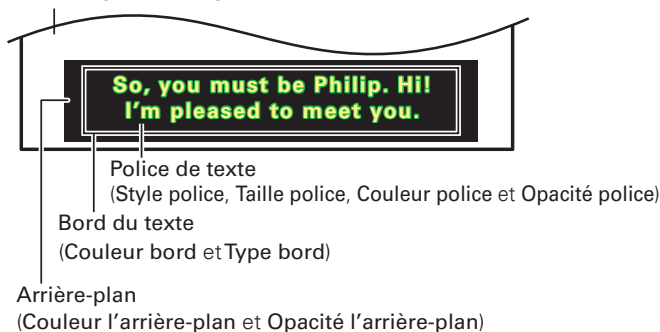 So, you must be Philip. Hi!
I'm pleased to meet you.
Police de texte
(Style police, Taille police, Couleur police et Opacité police)
Bord du texte
(Couleur bord et Type bord)
Arrière-plan
(Couleur l'arrière-plan et Opacité l'arrière-plan)